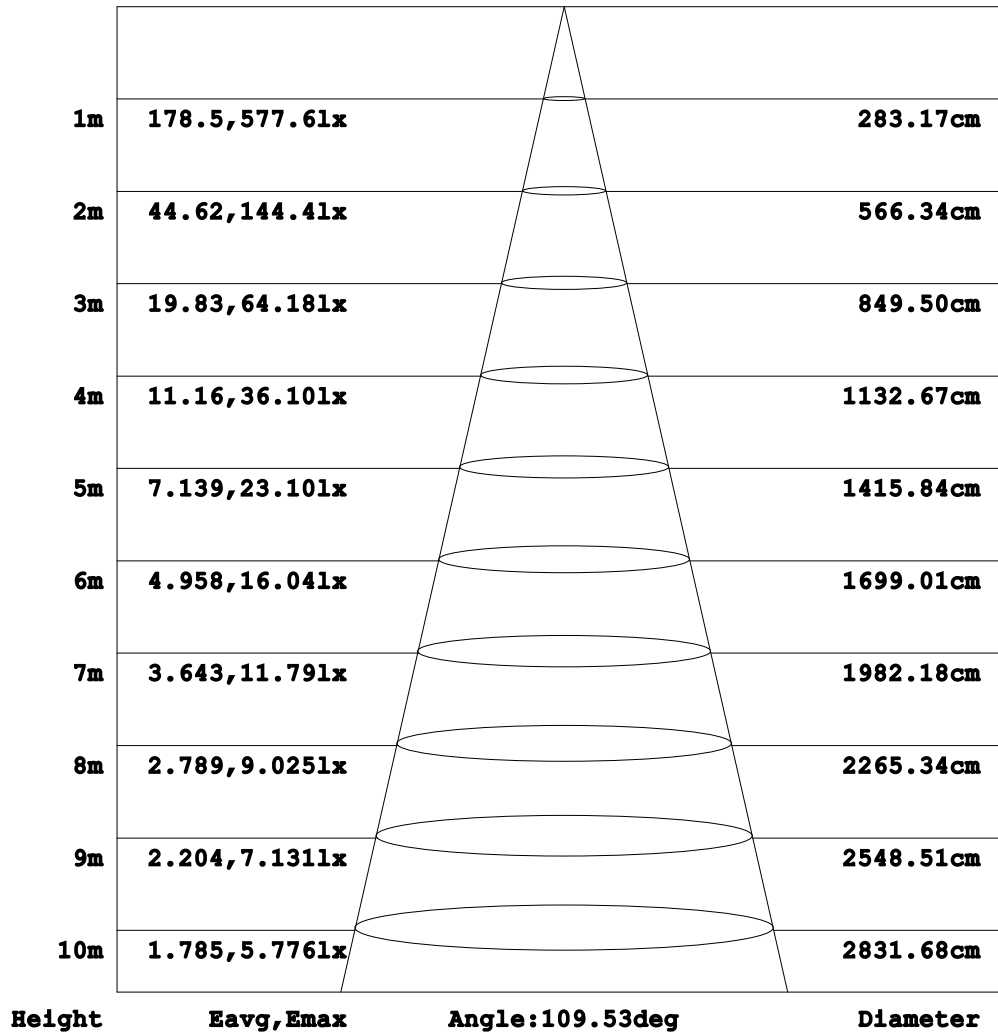 1m 178.5,577.6lx 283.17cm
2m 44.62,144.4lx 566.34cm
3m 19.83,64.18lx 849.50cm
4m 11.16,36.10lx 1132.67cm
5m 7.139,23.10lx 1415.84cm
6m 4.958,16.04lx 1699.01cm
7m 3.643,11.79lx 1982.18cm
8m 2.789,9.025lx 2265.34cm
9m 2.204,7.131lx 2548.51cm
10m 1.785,5.776lx 2831.68cm
Height Eavg,Emax Angle:109.53deg Diameter